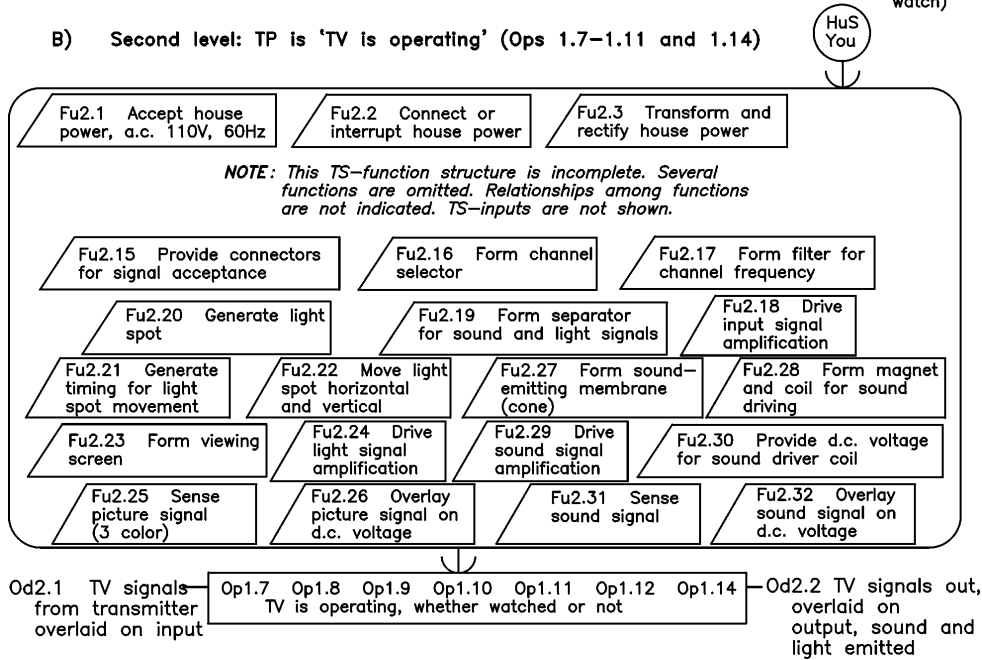 watch)
HuS
You
B) Second level: TP is ‘TV is operating’ (Ops 1.7–1.11 and 1.14)
Fu2.1 Accept house
power, a.c. 110V, 60Hz
Fu2.2 Connect or
interrupt house power
Fu2.3 Transform and
rectify house power
NOTE: This TS–function structure is incomplete. Several
functions are omitted. Relationships among functions
are not indicated. TS–inputs are not shown.
Fu2.15 Provide connectors
for signal acceptance
Fu2.16 Form channel
selector
Fu2.17 Form filter for
channel frequency
Fu2.20 Generate light
spot
Fu2.19 Form separator
for sound and light signals
Fu2.18 Drive
input signal
amplification
Fu2.21 Generate
timing for light
spot movement
Fu2.22 Move light
spot horizontal
and vertical
Fu2.27 Form sound–
emitting membrane
(cone)
Fu2.28 Form magnet
and coil for sound
driving
Fu2.23 Form viewing
screen
Fu2.24 Drive
light signal
amplification
Fu2.29 Drive
sound signal
amplification
Fu2.30 Provide d.c. voltage
for sound driver coil
Fu2.25 Sense
picture signal
(3 color)
Fu2.26 Overlay
picture signal on
d.c. voltage
Fu2.31 Sense
sound signal
Fu2.32 Overlay
sound signal on
d.c. voltage
Od2.1 TV signals
from transmitter
overlaid on input
Op1.7 Op1.8 Op1.9 Op1.10 Op1.11 Op1.12 Op1.14
TV is operating, whether watched or not
Od2.2 TV signals out,
overlaid on
output, sound and
light emitted